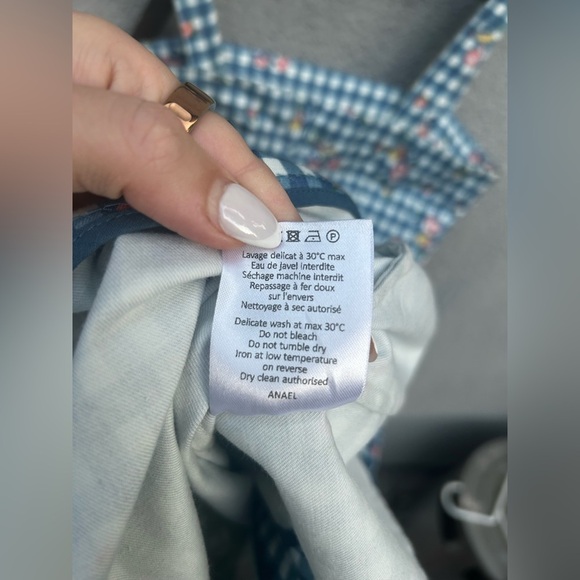 P
Lavage delicat à 30°C max
Eau de javel interdite
Séchage machine interdit
Repassage à fer doux
sur l'envers
Nettoyage à sec autorisé
Delicate wash at max 30°C
Do not bleach
Do not tumble dry
Iron at low temperature
on reverse
Dry clean authorised
ANAEL